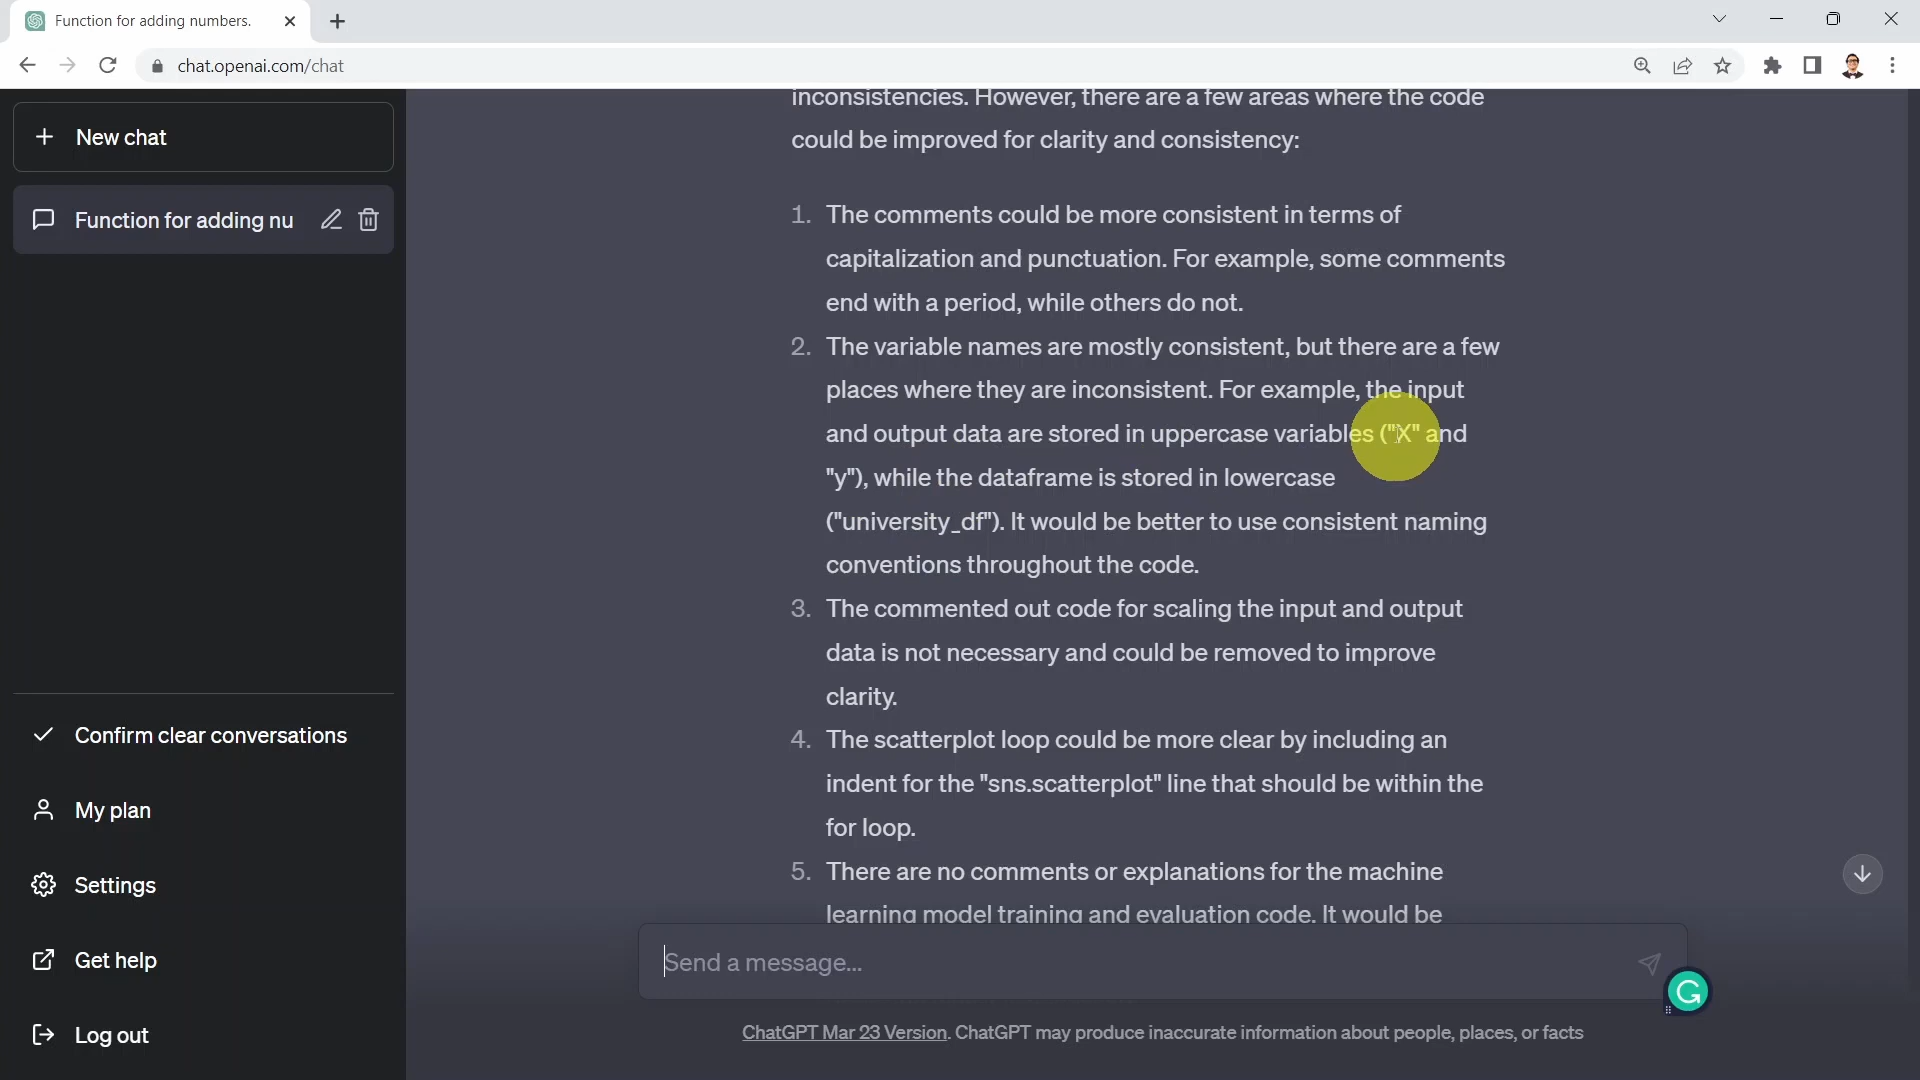 Function for adding numbers.
chat.openai.com/chat
New chat
Function for adding nu
Confirm clear conversations
My plan
Settings
Get help
Log out
inconsistencies. However, there are a few areas where the code
could be improved for clarity and consistency:
1. The comments could be more consistent in terms of
capitalization and punctuation. For example, some comments
end with a period, while others do not.
2. The variable names are mostly consistent, but there are a few
places where they are inconsistent. For example, the input
and output data are stored in uppercase variables ("X" and
"y"), while the dataframe is stored in lowercase
("university_df"). It would be better to use consistent naming
conventions throughout the code.
3. The commented out code for scaling the input and output
data is not necessary and could be removed to improve
clarity.
4. The scatterplot loop could be more clear by including an
indent for the "sns.scatterplot" line that should be within the
for loop.
5. There are no comments or explanations for the machine
learning model training and evaluation code. It would be
Send a message...
ChatGPT Mar 23 Version. ChatGPT may produce inaccurate information about people, places, or facts